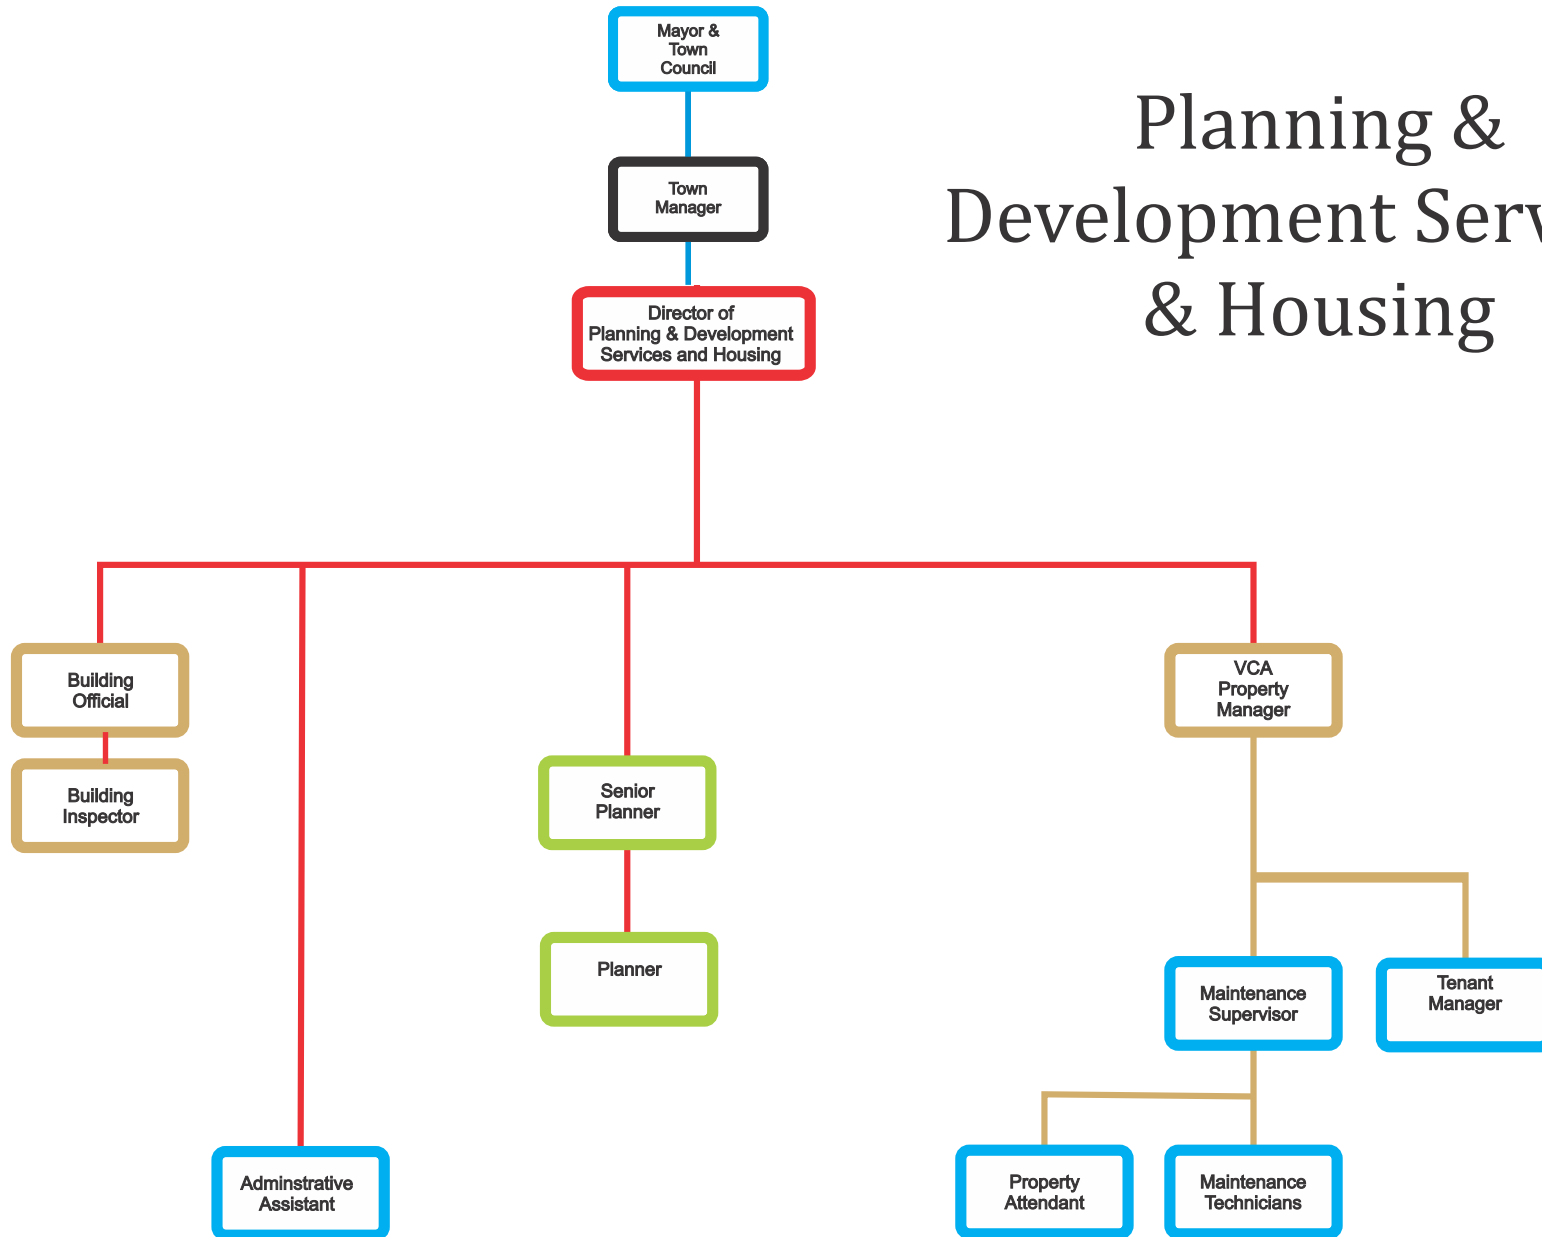 Mayor &
Town
Council
Planning &
Development Serv
& Housing
Town
Manager
Director of
Planning & Development
Services and Housing
Building
Official
Building
Inspector
Adminstrative
Assistant
Senior
Planner
Planner
VCA
Property
Manager
Maintenance
Supervisor
Tenant
Manager
Property
Attendant
Maintenance
Technicians